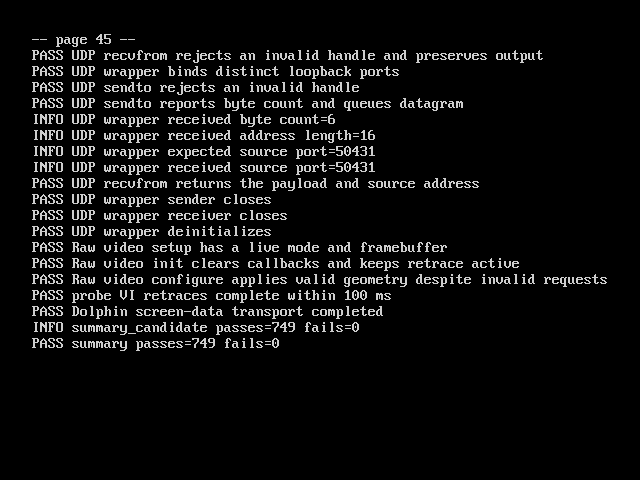 -- page 45 --
PASS UDP recvfrom rejects an invalid handle and preserves output
PASS UDP wrapper binds distinct loopback ports
PASS UDP sendto rejects an invalid handle
PASS UDP sendto reports byte count and queues datagram
INFO UDP wrapper received byte count=6
INFO UDP wrapper received address length=16
INFO UDP wrapper expected source port=50431
INFO UDP wrapper received source port=50431
PASS UDP recvfrom returns the payload and source address
PASS UDP wrapper sender closes
PASS UDP wrapper receiver closes
PASS UDP wrapper deinitializes
PASS Raw video setup has a live mode and framebuffer
PASS Raw video init clears callbacks and keeps retrace active
PASS Raw video configure applies valid geometry despite invalid requests
PASS probe VI retraces complete within 100 ms
PASS Dolphin screen-data transport completed
INFO summary_candidate passes=749 fails=0
PASS summary passes=749 fails=0